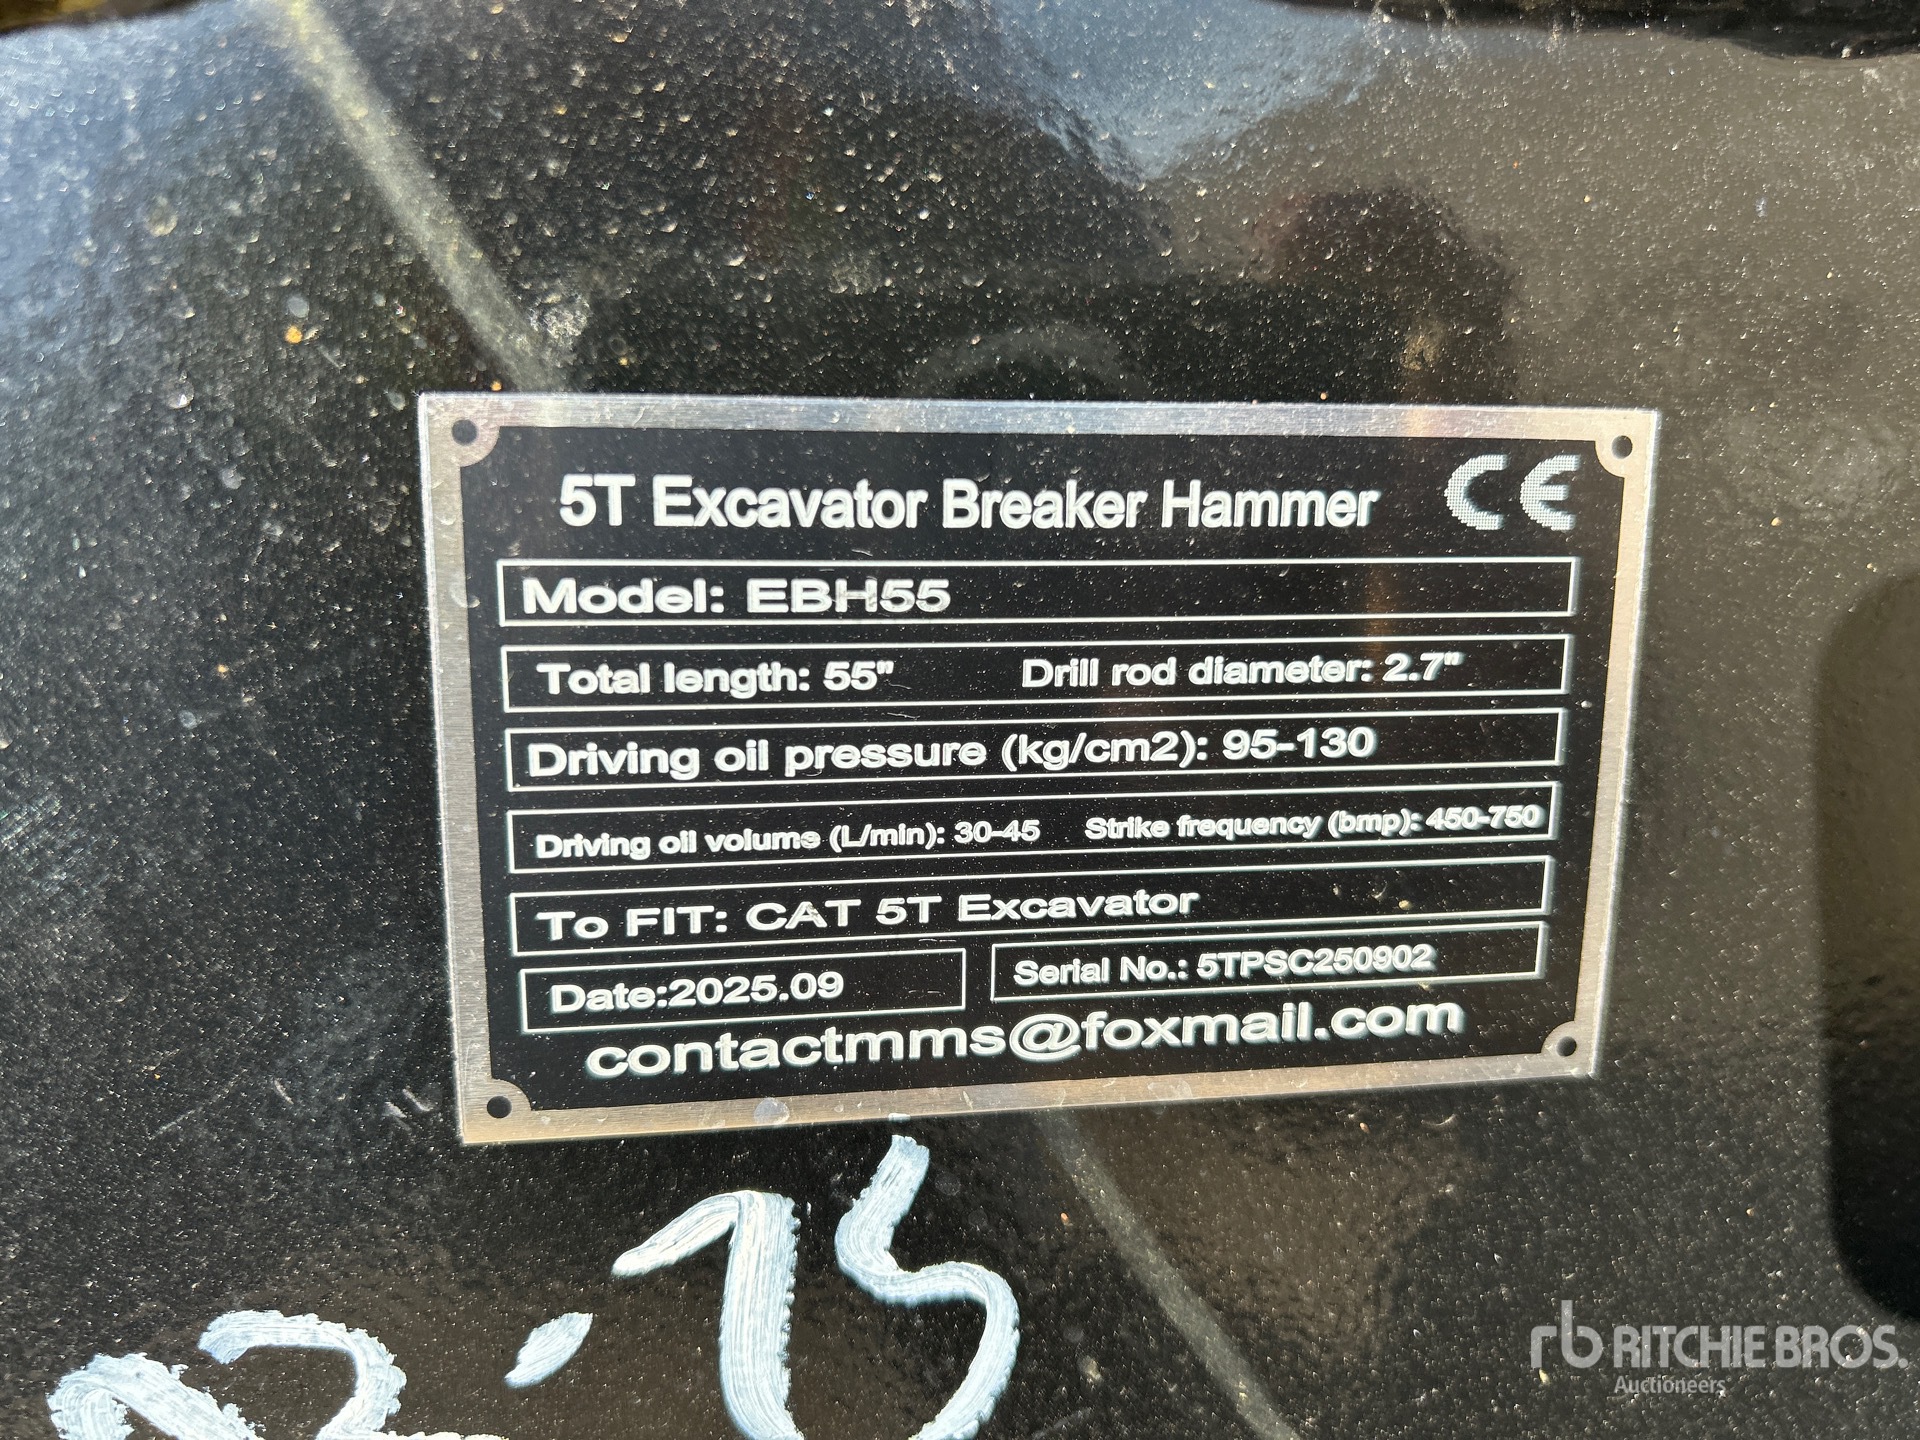 5T Excavator Breaker Hammer CE
Model: EBH55
Total length: 55" Drill rod diameter: 2.7"
Driving oil pressure (kg/cm2): 95-130
Driving oil volume (L/min): 30-45 Strike frequency (bmp): 450-750
To FIT: CAT 5T Excavator
Date:2025.09 Serial No.: 5TPSC250902
contactmms@foxmail.com
rb RITCHIE BROS.
Auctioneers